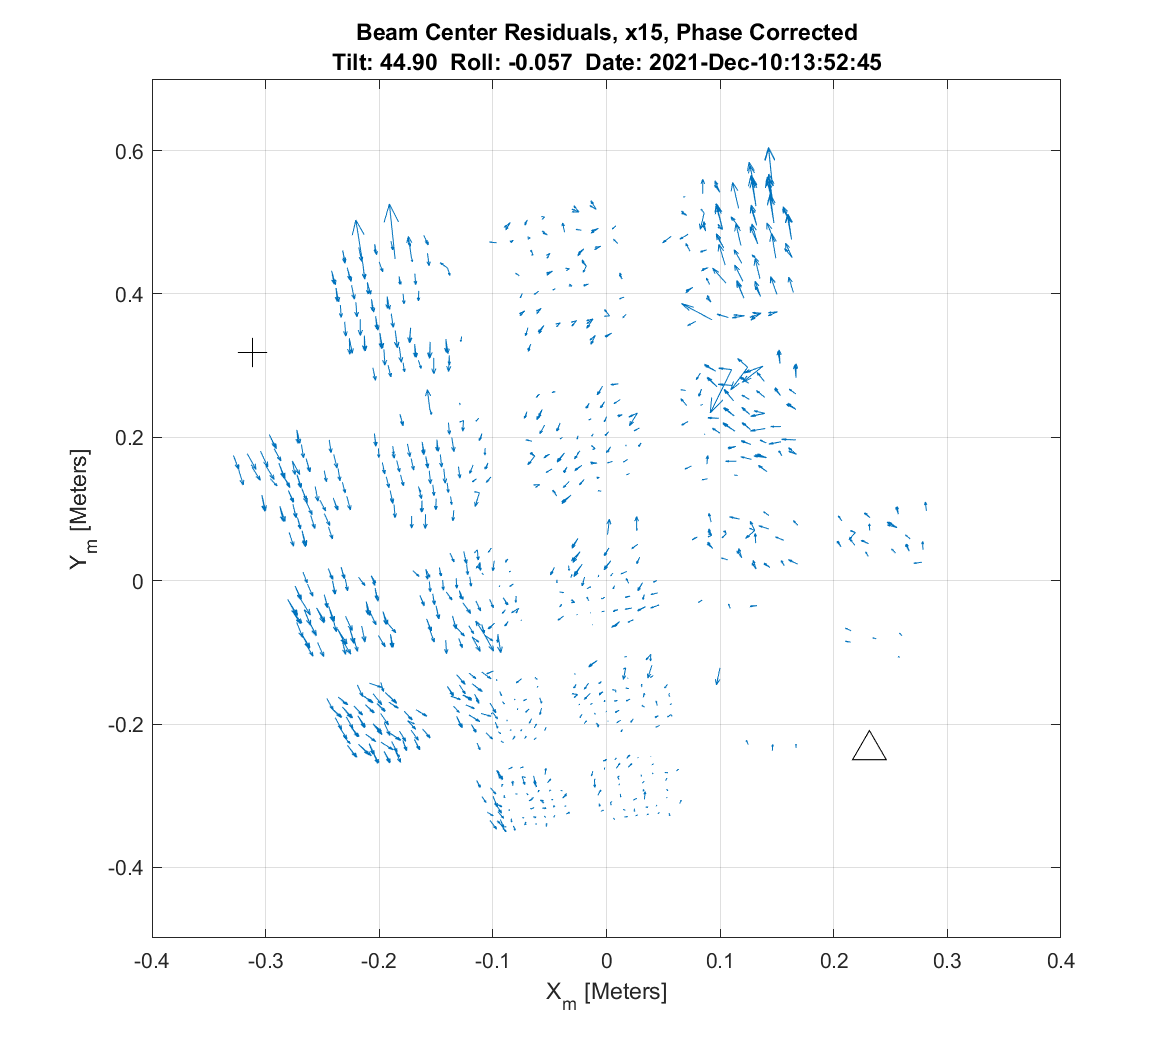 Beam Center Residuals, x15, Phase Corrected
Tilt: 44.90  Roll: -0.057  Date: 2021-Dec-10:13:52:45
0.6
0.4
0.2
0
-0.2
-0.4
Y_m [Meters]
-0.4 -0.3 -0.2 -0.1 0 0.1 0.2 0.3 0.4
X_m [Meters]